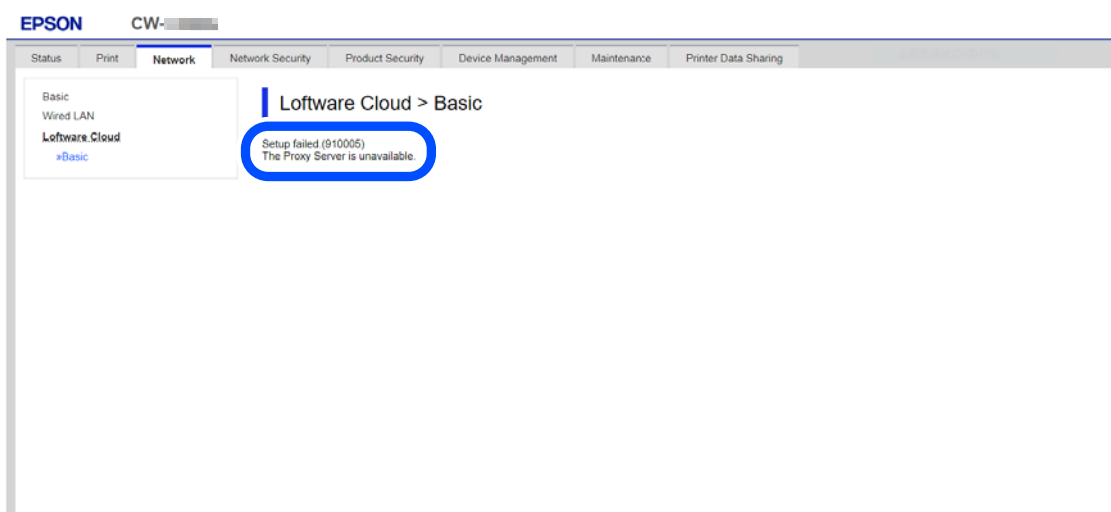 EPSON CW-
Status Print Network Network Security Product Security Device Management Maintenance Printer Data Sharing
Basic
Wired LAN
Loftware Cloud
»Basic
Loftware Cloud > Basic
Setup failed.(910005)
The Proxy Server is unavailable.